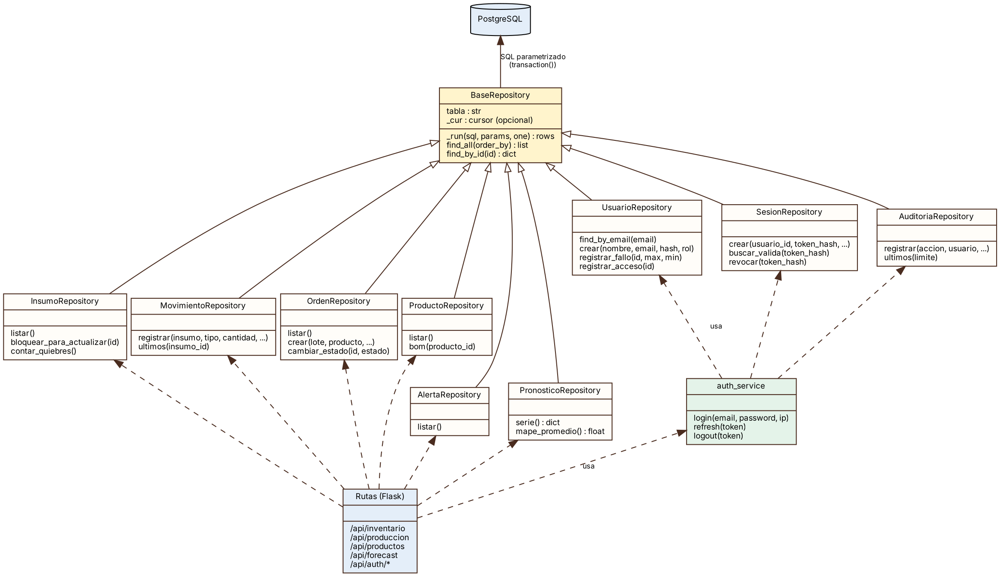 PostgreSQL
SQL parametrizado
(transaction())
BaseRepository
tabla : str
_cur : cursor (opcional)
_run(sql, params, one) : rows
find_all(order_by) : list
find_by_id(id) : dict
UsuarioRepository
find_by_email(email)
crear(nombre, email, hash, rol)
registrar_fallo(id, max, min)
registrar_acceso(id)
SesionRepository
crear(usuario_id, token_hash, ...)
buscar_valida(token_hash)
revocar(token_hash)
AuditoriaRepository
registrar(accion, usuario, ...)
ultimos(limite)
InsumoRepository
listar()
bloquear_para_actualizar(id)
contar_quiebres()
MovimientoRepository
registrar(insumo, tipo, cantidad, ...)
ultimos(insumo_id)
OrdenRepository
listar()
crear(lote, producto, ...)
cambiar_estado(id, estado)
ProductoRepository
listar()
bom(producto_id)
usa
AlertaRepository
listar()
PronosticoRepository
serie() : dict
mape_promedio() : float
auth_service
login(email, password, ip)
refresh(token)
logout(token)
usa
Rutas (Flask)
/api/inventario
/api/produccion
/api/productos
/api/forecast
/api/auth/*